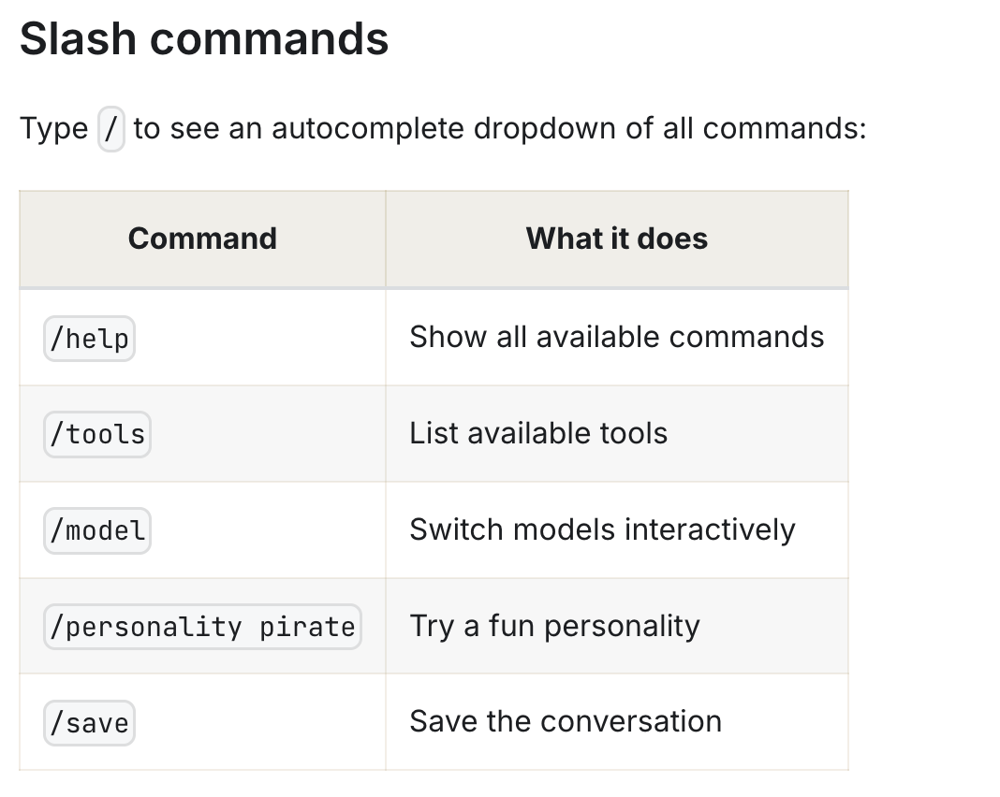 Slash commands
Type / to see an autocomplete dropdown of all commands:
Command What it does
/help Show all available commands
/tools List available tools
/model Switch models interactively
/personality pirate Try a fun personality
/save Save the conversation